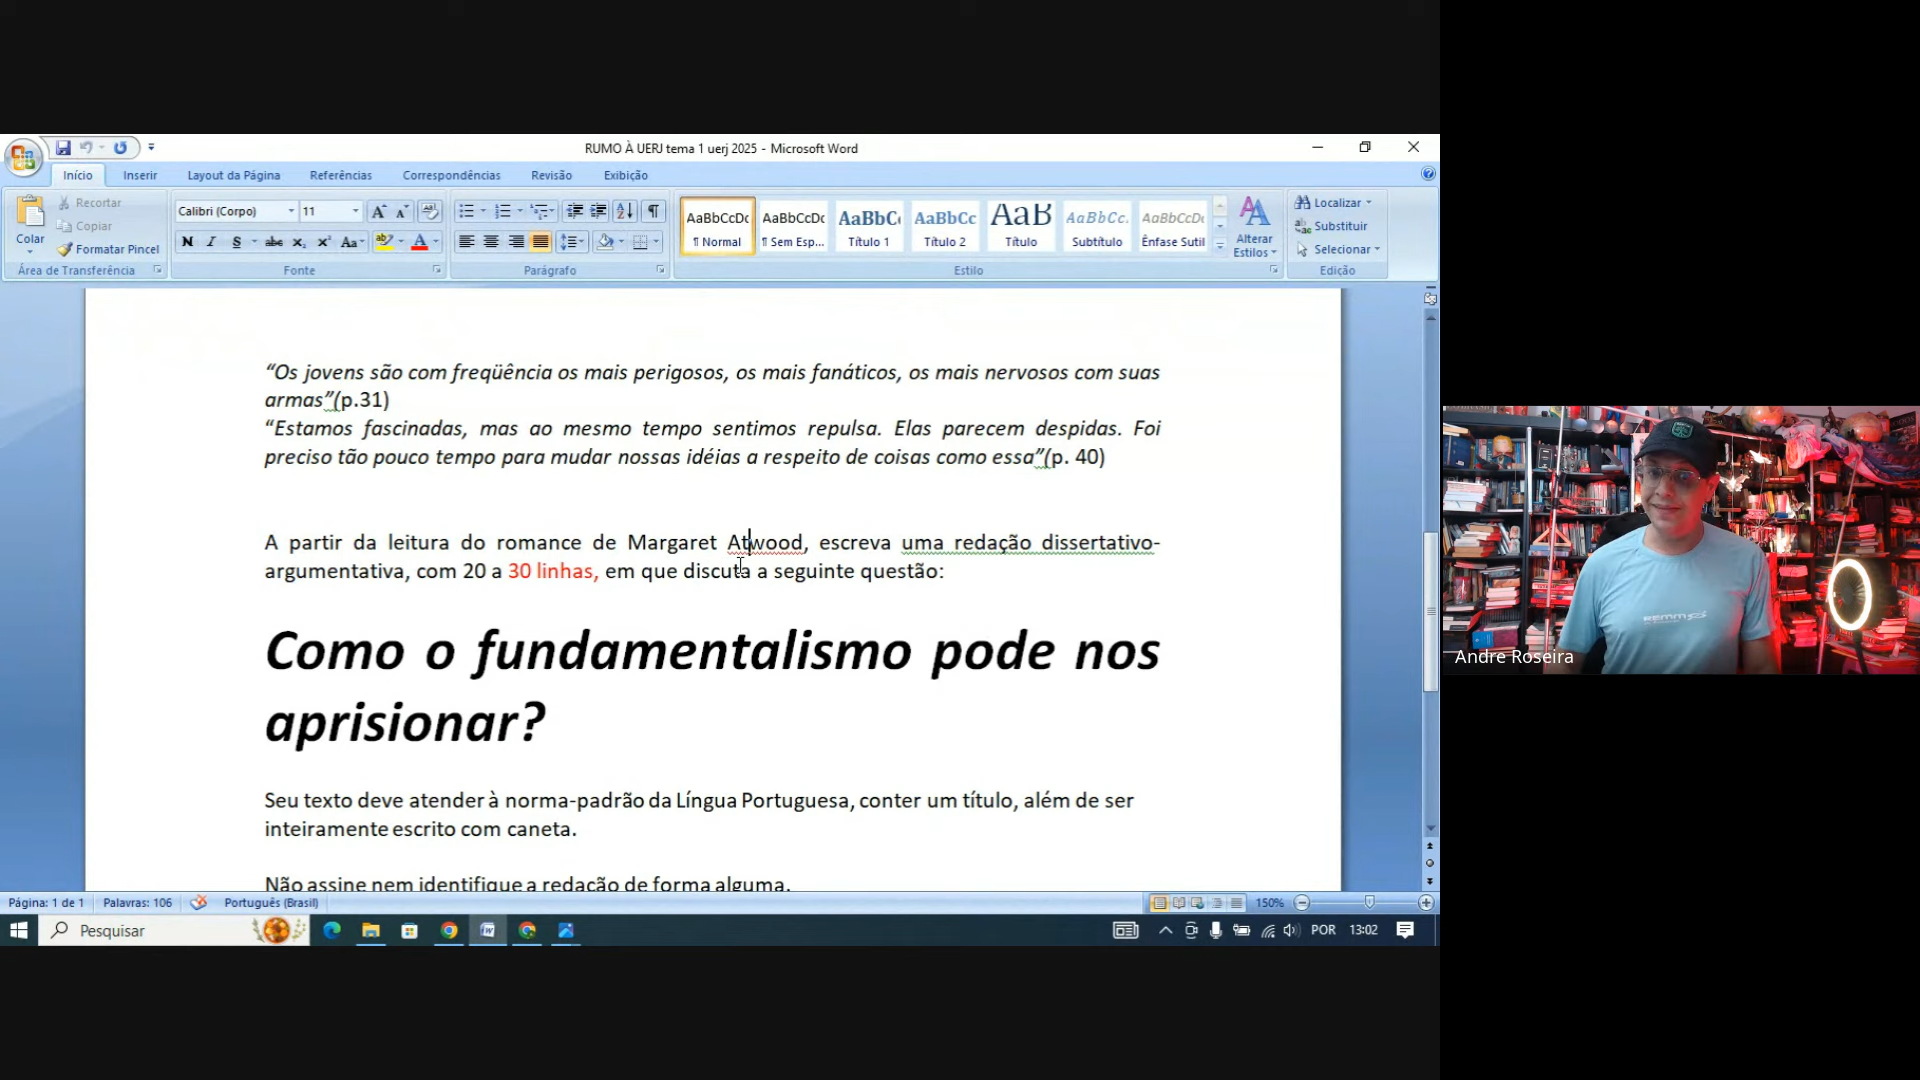 RUMO À UERJ tema 1 uerj 2025 - Microsoft Word
Início Inserir Layout da Página Referências Correspondências Revisão Exibição
Colar
Recortar
Copiar
Formatar Pincel
Área de Transferência
Calibri (Corpo) 11
Fonte
Parágrafo
AaBbCcDc AaBbCcDc AaBbC AaBbCc AaB AaBbCc. AaBbCcDc
¶ Normal ¶ Sem Esp... Título 1 Título 2 Título Subtítulo Ênfase Sutil
Alterar
Estilos
Estilo
Localizar
Substituir
Selecionar
Edição
“Os jovens são com freqüência os mais perigosos, os mais fanáticos, os mais nervosos com suas
armas”(p.31)
“Estamos fascinadas, mas ao mesmo tempo sentimos repulsa. Elas parecem despidas. Foi
preciso tão pouco tempo para mudar nossas idéias a respeito de coisas como essa”(p. 40)
A partir da leitura do romance de Margaret Atwood, escreva uma redação dissertativo-
argumentativa, com 20 a 30 linhas, em que discuta a seguinte questão:
Como o fundamentalismo pode nos
aprisionar?
Seu texto deve atender à norma-padrão da Língua Portuguesa, conter um título, além de ser
inteiramente escrito com caneta.
Não assine nem identifique a redação de forma alguma.
Página: 1 de 1 Palavras: 106 Português (Brasil) 150%
Pesquisar
POR 13:02
Andre Roseira